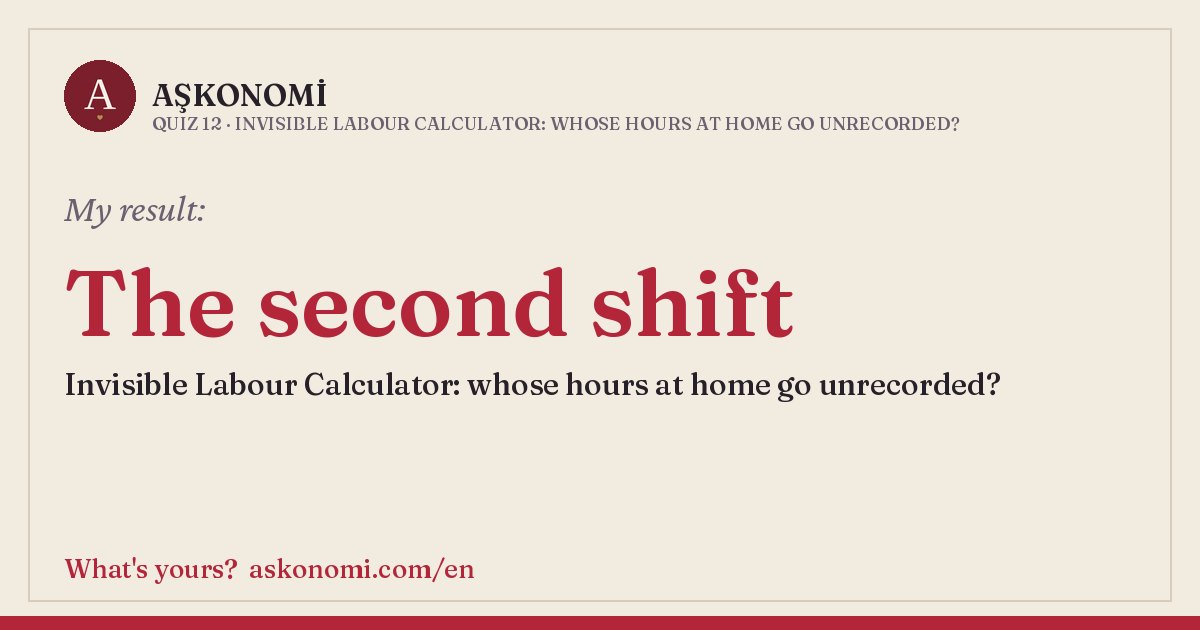 A
AŞKONOMİ
QUIZ 12 · INVISIBLE LABOUR CALCULATOR: WHOSE HOURS AT HOME GO UNRECORDED?
My result:
The second shift
Invisible Labour Calculator: whose hours at home go unrecorded?
What's yours? askonomi.com/en